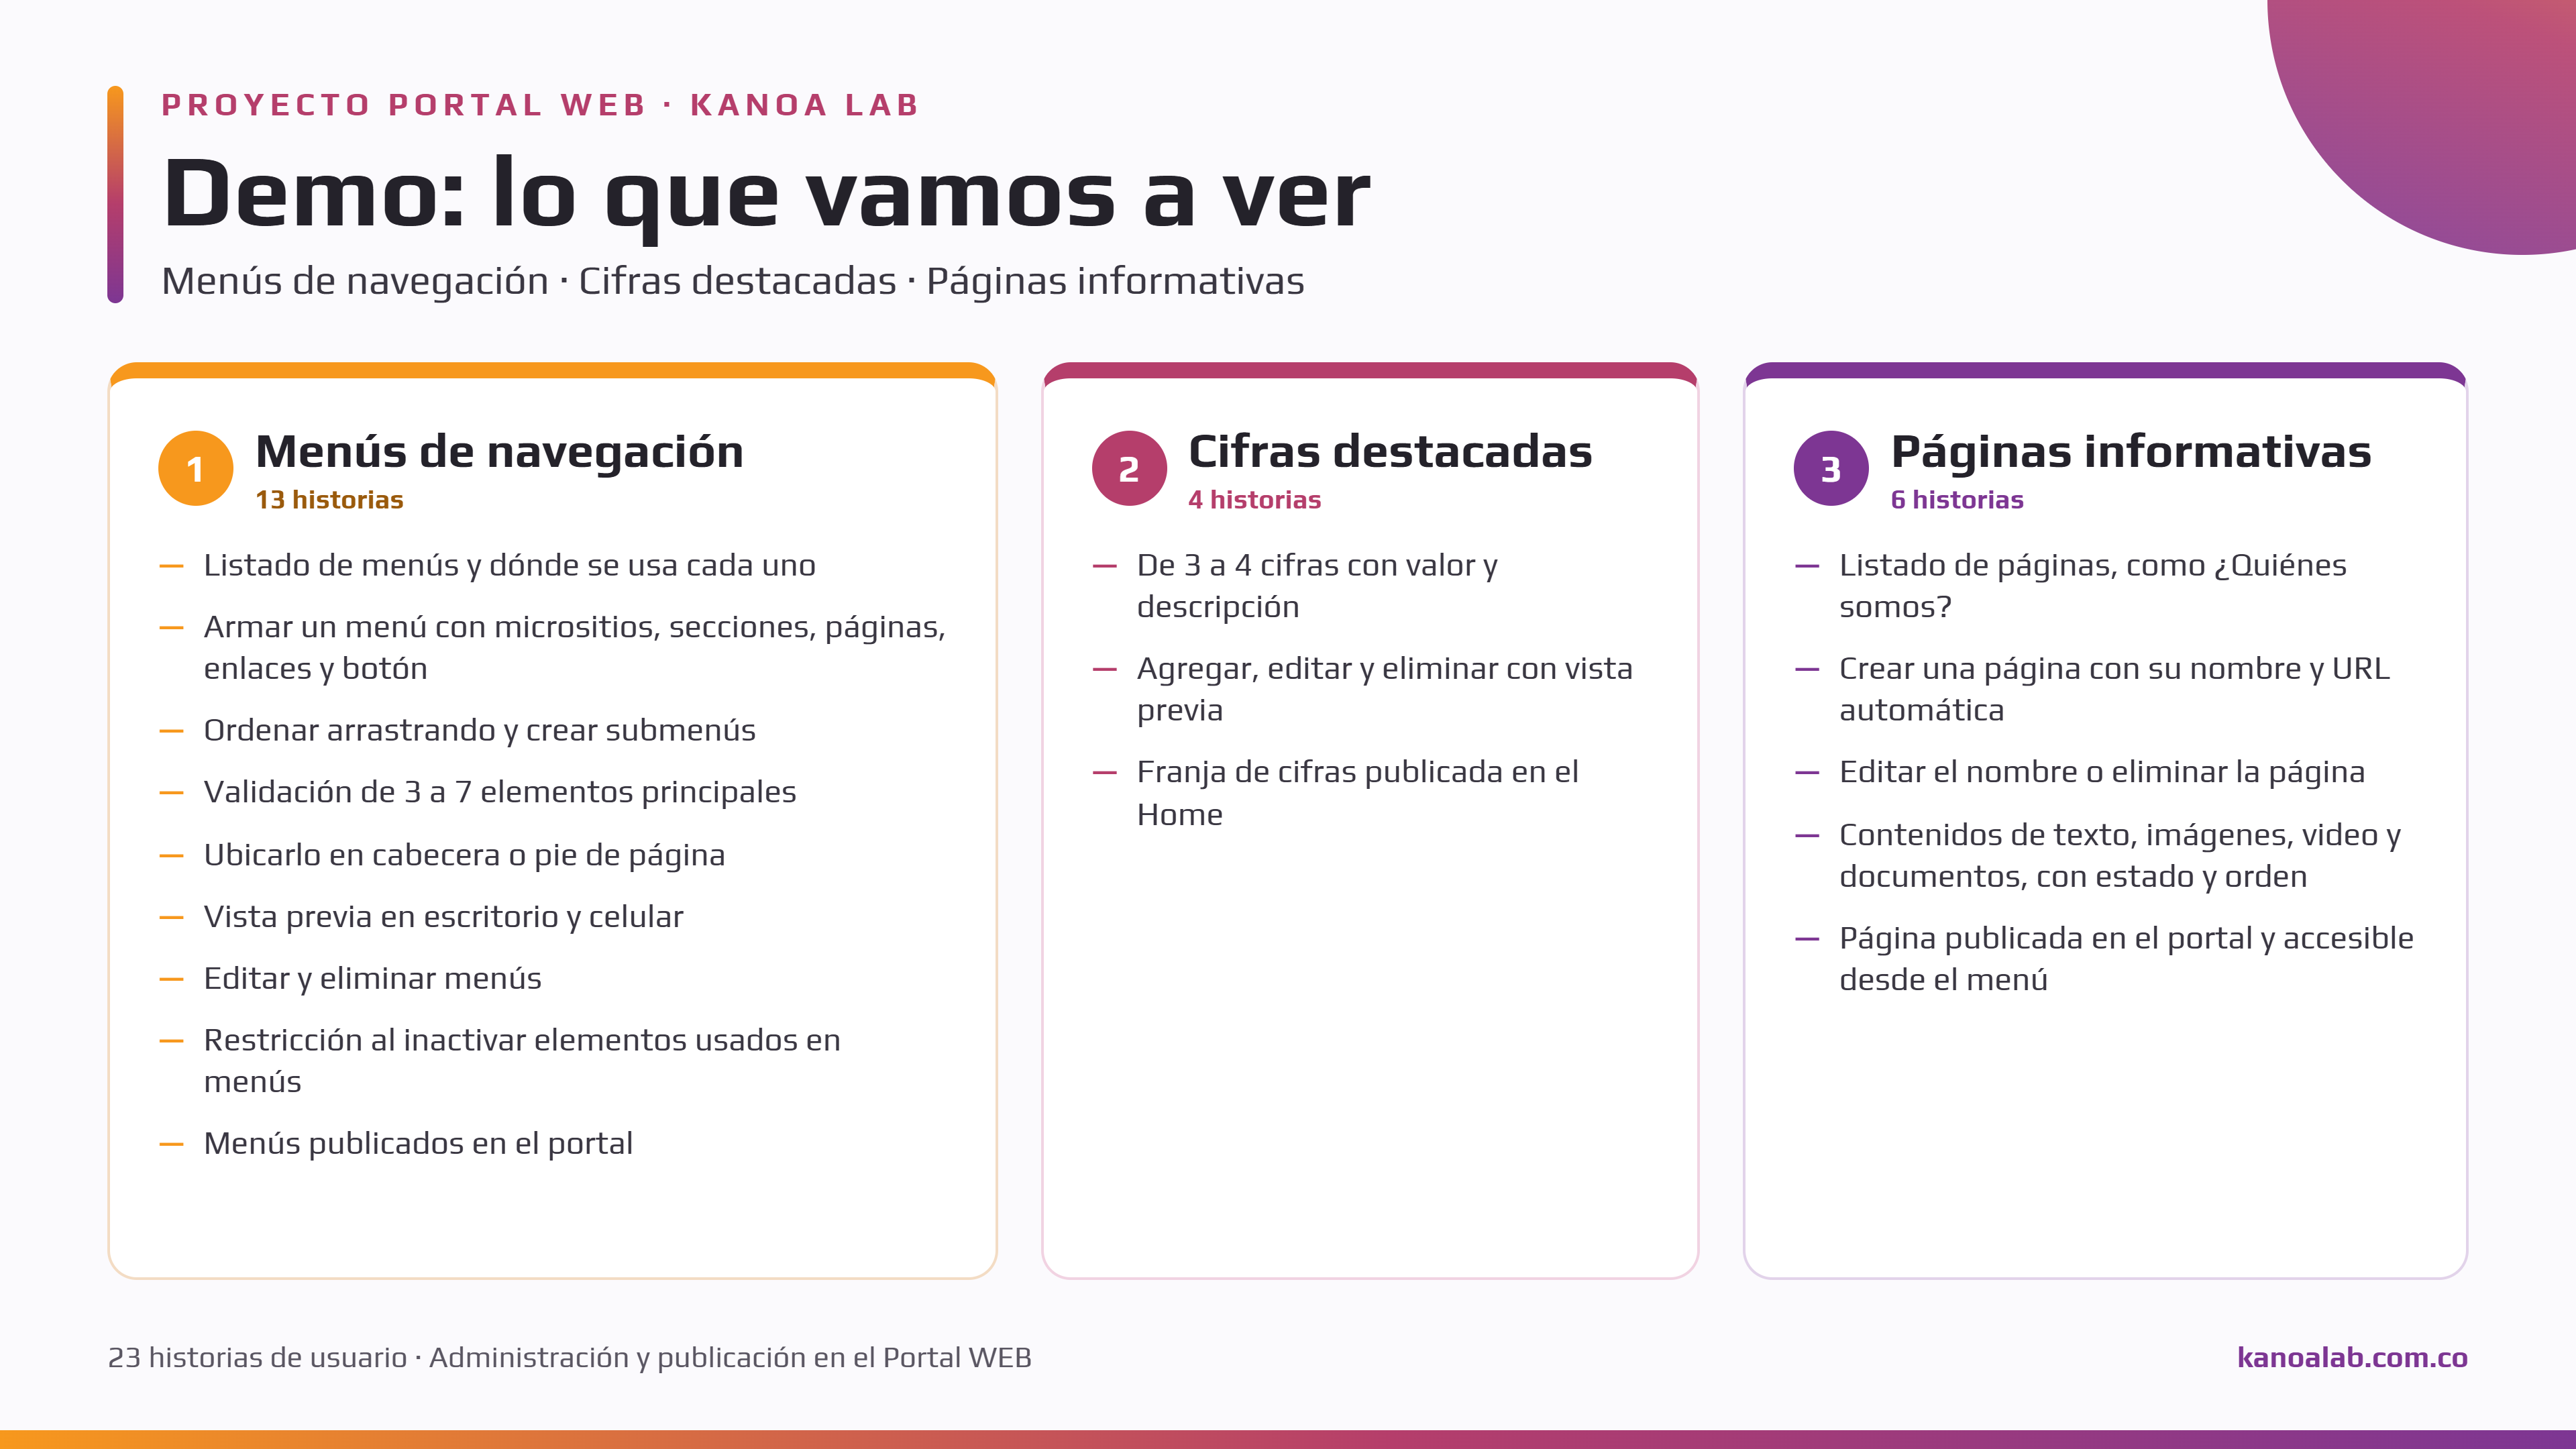 PROYECTO PORTAL WEB · KANOA LAB
Demo: lo que vamos a ver
Menús de navegación · Cifras destacadas · Páginas informativas
1
Menús de navegación
13 historias
— Listado de menús y dónde se usa cada uno
— Armar un menú con micrositios, secciones, páginas,
enlaces y botón
— Ordenar arrastrando y crear submenús
— Validación de 3 a 7 elementos principales
— Ubicarlo en cabecera o pie de página
— Vista previa en escritorio y celular
— Editar y eliminar menús
— Restricción al inactivar elementos usados en
menús
— Menús publicados en el portal
2
Cifras destacadas
4 historias
— De 3 a 4 cifras con valor y
descripción
— Agregar, editar y eliminar con vista
previa
— Franja de cifras publicada en el
Home
3
Páginas informativas
6 historias
— Listado de páginas, como ¿Quiénes
somos?
— Crear una página con su nombre y URL
automática
— Editar el nombre o eliminar la página
— Contenidos de texto, imágenes, video y
documentos, con estado y orden
— Página publicada en el portal y accesible
desde el menú
23 historias de usuario · Administración y publicación en el Portal WEB
kanoalab.com.co